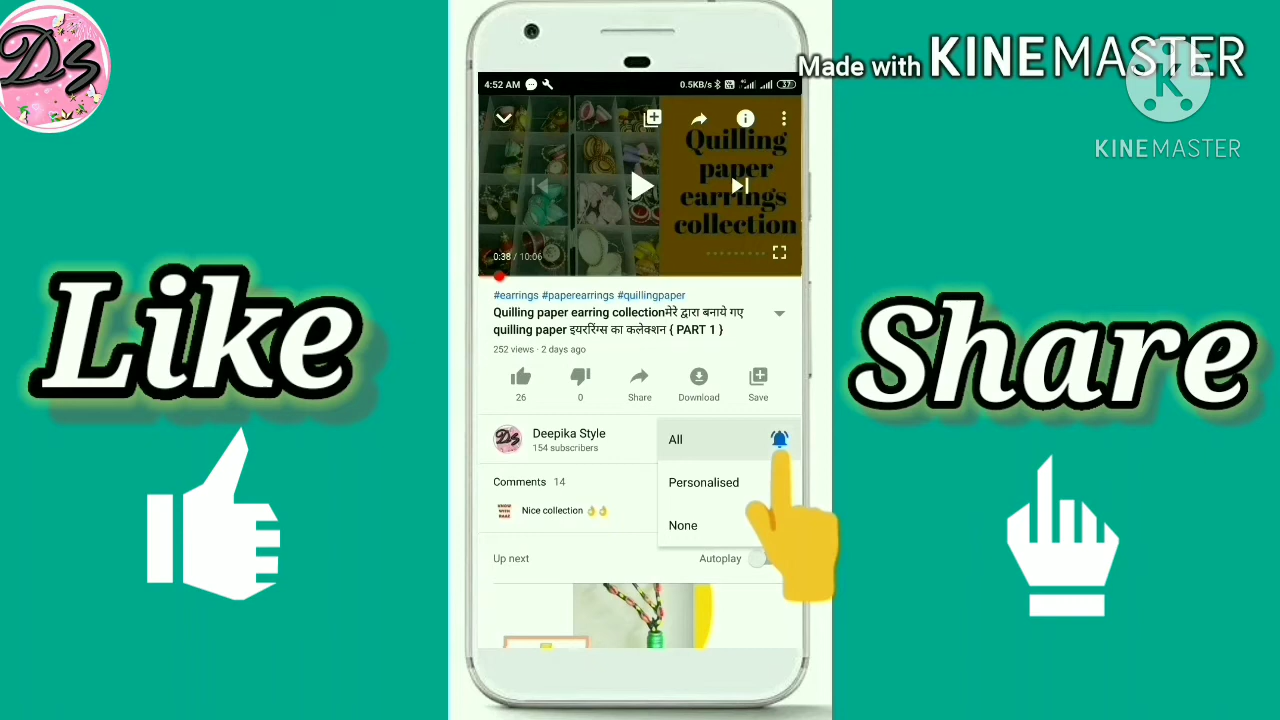 Ds
Made with KINEMASTER
K
KINEMASTER
4:52 AM
0.5KB/s
4G
37
Quilling
paper
earrings
collection
0:38 / 10:06
#earrings #paperearrings #quillingpaper
Quilling paper earring collectionमेरे द्वारा बनाये गए
quilling paper इयररिंग्स का कलेक्शन { PART 1 }
252 views · 2 days ago
26
0
Share
Download
Save
Like
Share
Ds
Deepika Style
154 subscribers
All
Personalised
None
Comments 14
Nice collection 👌👌
Up next
Autoplay